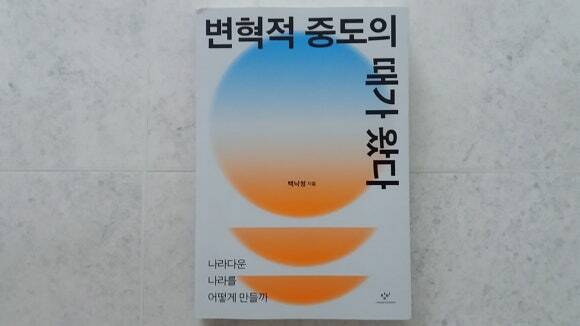 변혁적 중도의
때가 왔다
백낙청 지음
나라다운
나라를
어떻게 만들까